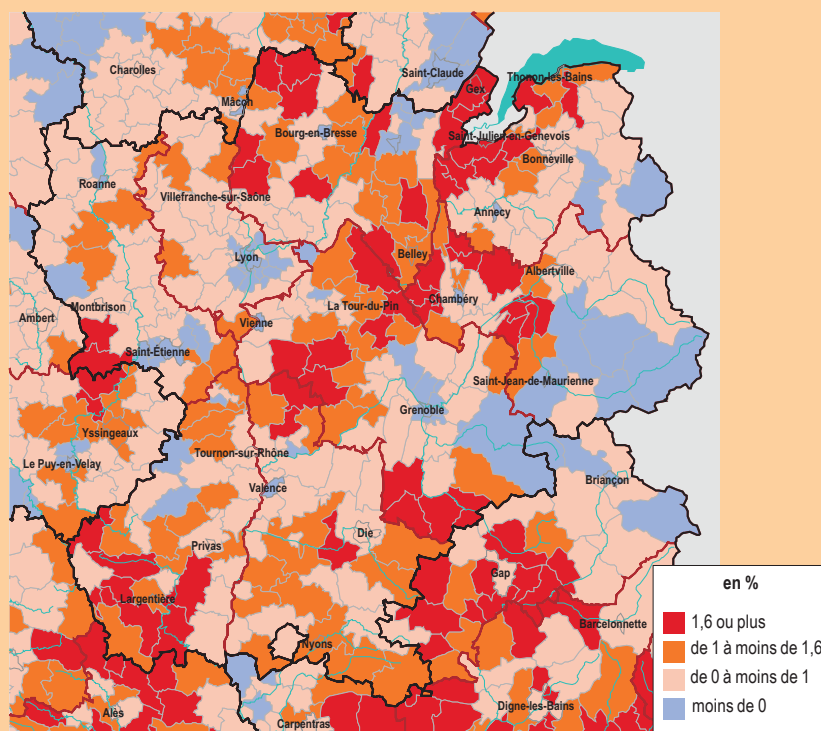 Charolles
Saint-Claude
Thonon-les-Bains
Gex
Mâcon
Bourg-en-Bresse
Saint-Julien-en-Genevois
Bonneville
Roanne
Villefranche-sur-Saône
Annecy
Lyon
Belley
Albertville
Chambéry
Montbrison
La Tour-du-Pin
Ambert
Vienne
Saint-Étienne
Saint-Jean-de-Maurienne
Grenoble
Yssingeaux
Le Puy-en-Velay
Tournon-sur-Rhône
Briançon
Valence
Die
Privas
Gap
Largentière
Barcelonnette
Nyons
Digne-les-Bains
Alès
Carpentras
en %
1,6 ou plus
de 1 à moins de 1,6
de 0 à moins de 1
moins de 0